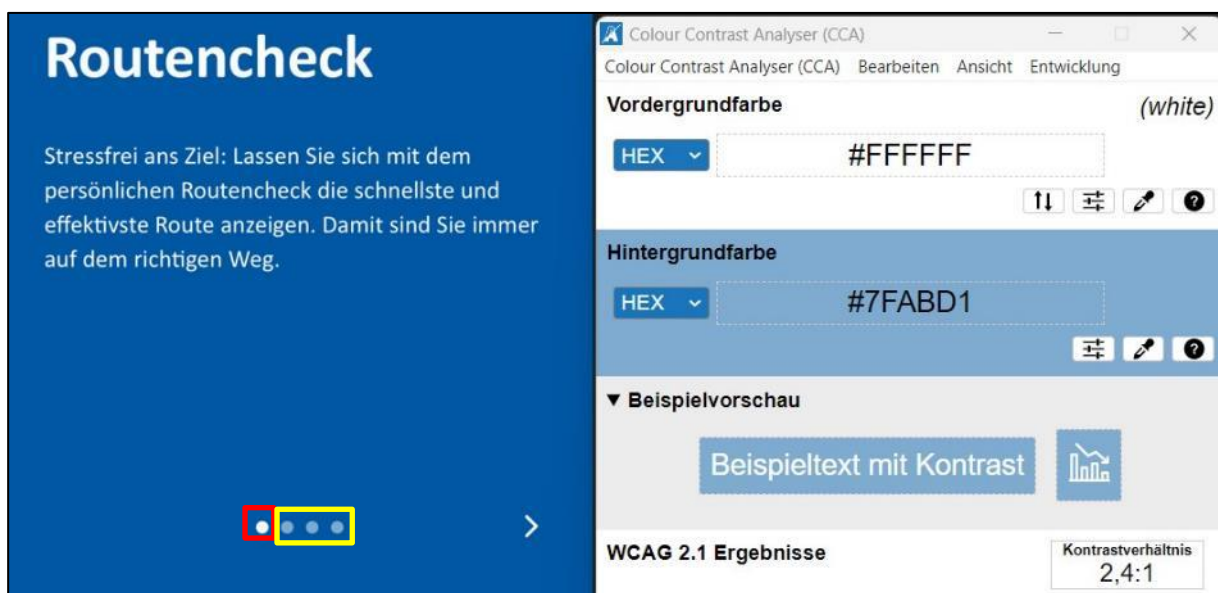 Routencheck
Stressfrei ans Ziel: Lassen Sie sich mit dem
persönlichen Routencheck die schnellste und
effektivste Route anzeigen. Damit sind Sie immer
auf dem richtigen Weg.
Colour Contrast Analyser (CCA)
Colour Contrast Analyser (CCA) Bearbeiten Ansicht Entwicklung
Vordergrundfarbe (white)
HEX #FFFFFF
Hintergrundfarbe
HEX #7FABD1
▼ Beispielvorschau
Beispieltext mit Kontrast
WCAG 2.1 Ergebnisse
Kontrastverhältnis
2,4:1